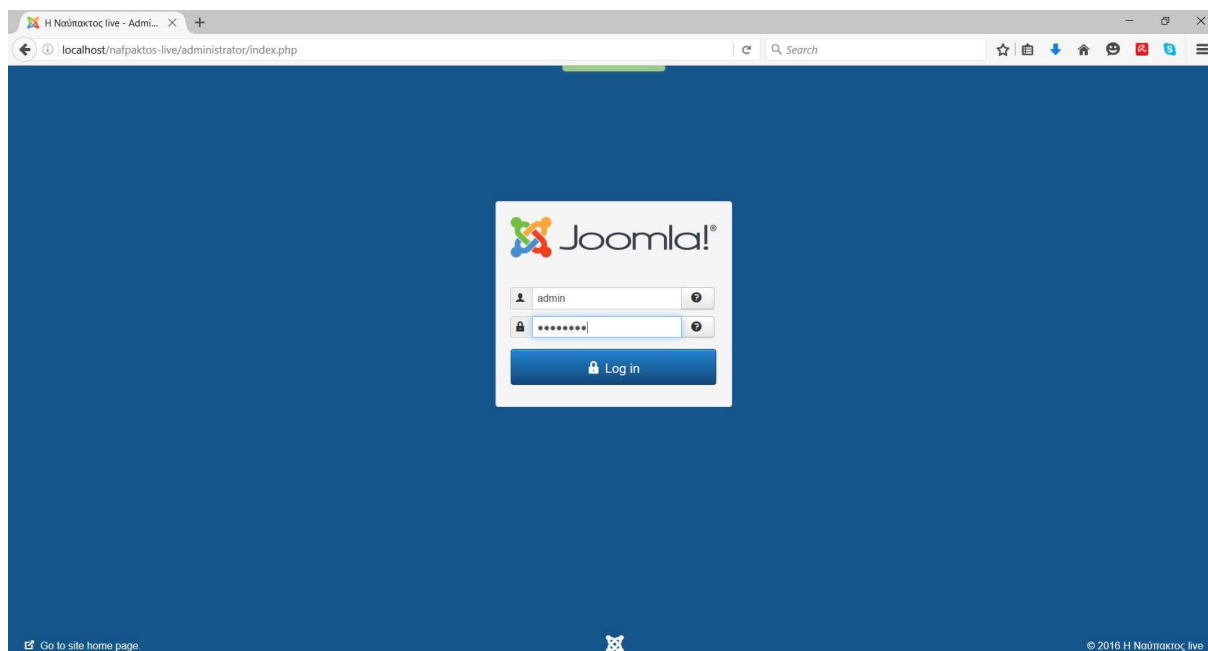 Η Ναύπακτος live - Admi...
localhost/nafpaktos-live/administrator/index.php
Search
Joomla!®
admin
Log in
Go to site home page.
© 2016 Η Ναύπακτος live